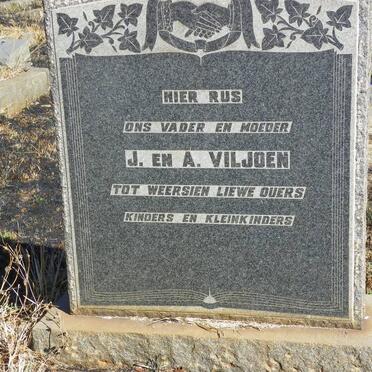 HIER RUS
ONS VADER EN MOEDER
J. EN A. VILJOEN
TOT WEERSIEN LIEWE OUERS
KINDERS EN KLEINKINDERS